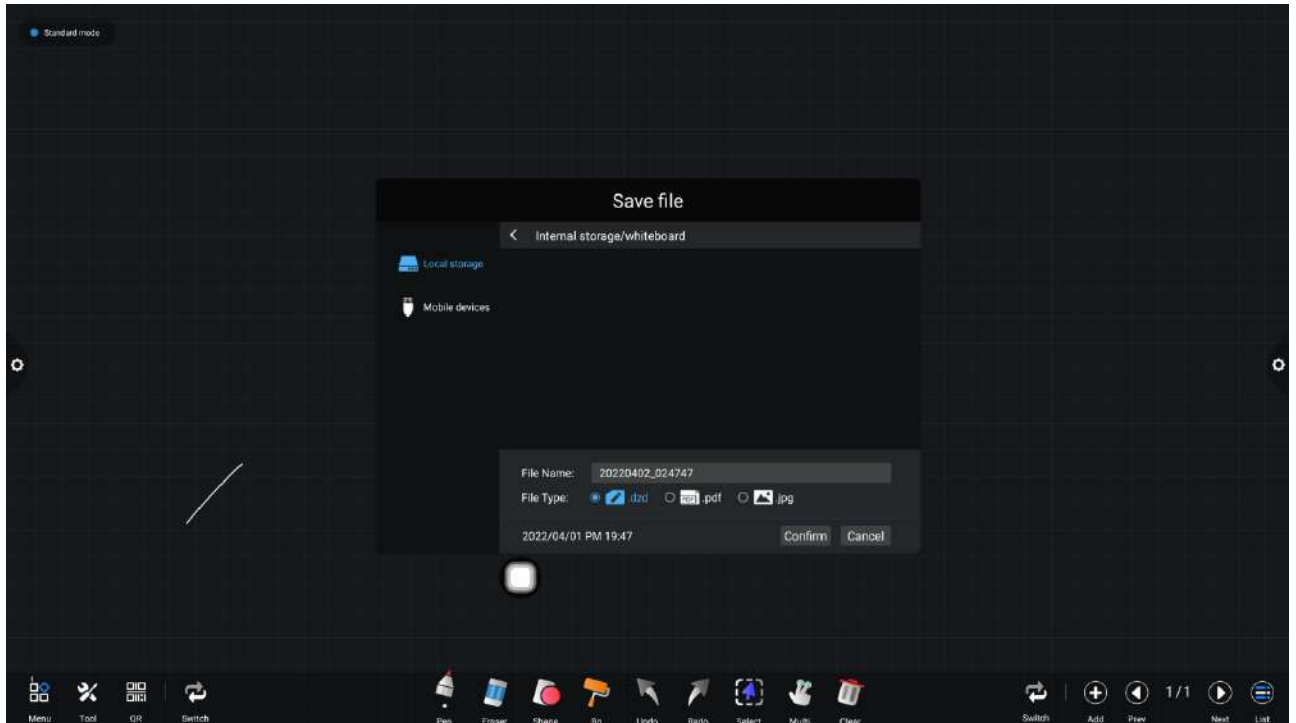 Standard mode
Save file
Internal storage/whiteboard
Local storage
Mobile devices
File Name: 20220402_024747
File Type: .dzd .pdf .jpg
2022/04/01 PM 19:47 Confirm Cancel
1/1
Menu Tool QR Switch Pen Eraser Shape Bg Undo Redo Select Multi Clear Switch Add Prev Next List